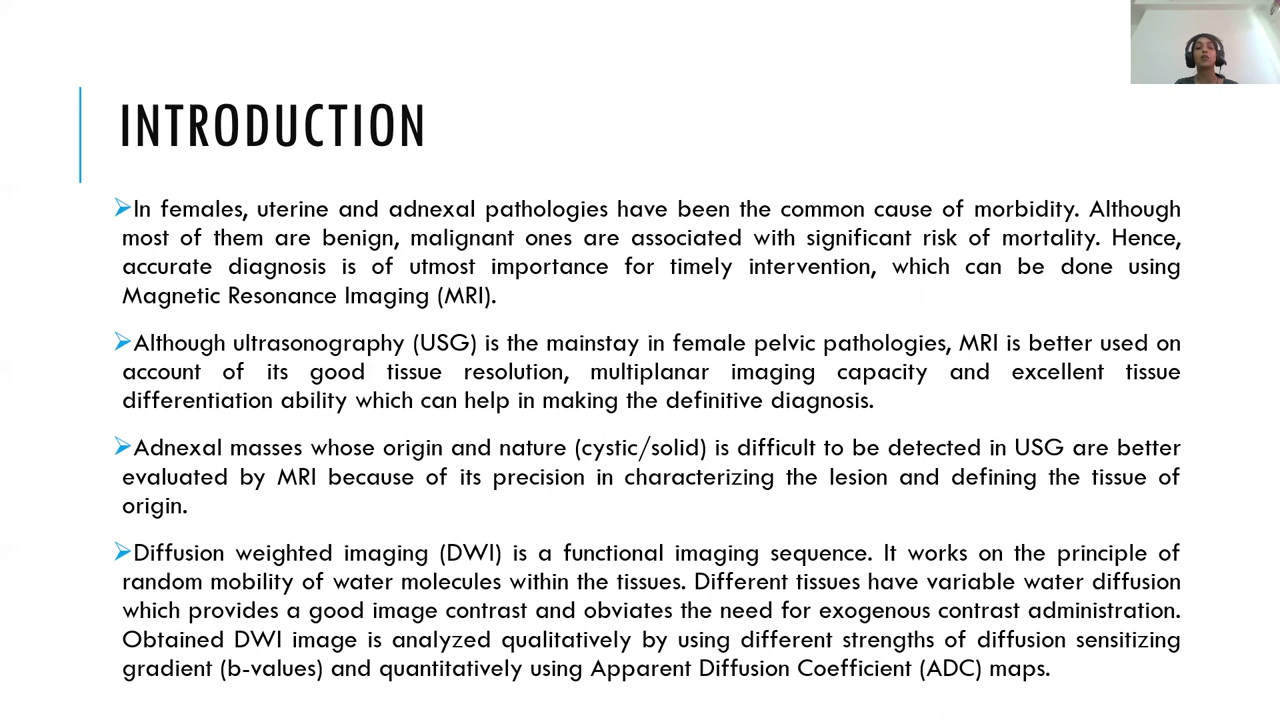 INTRODUCTION
➢In females, uterine and adnexal pathologies have been the common cause of morbidity. Although
most of them are benign, malignant ones are associated with significant risk of mortality. Hence,
accurate diagnosis is of utmost importance for timely intervention, which can be done using
Magnetic Resonance Imaging (MRI).
➢Although ultrasonography (USG) is the mainstay in female pelvic pathologies, MRI is better used on
account of its good tissue resolution, multiplanar imaging capacity and excellent tissue
differentiation ability which can help in making the definitive diagnosis.
➢Adnexal masses whose origin and nature (cystic/solid) is difficult to be detected in USG are better
evaluated by MRI because of its precision in characterizing the lesion and defining the tissue of
origin.
➢Diffusion weighted imaging (DWI) is a functional imaging sequence. It works on the principle of
random mobility of water molecules within the tissues. Different tissues have variable water diffusion
which provides a good image contrast and obviates the need for exogenous contrast administration.
Obtained DWI image is analyzed qualitatively by using different strengths of diffusion sensitizing
gradient (b-values) and quantitatively using Apparent Diffusion Coefficient (ADC) maps.